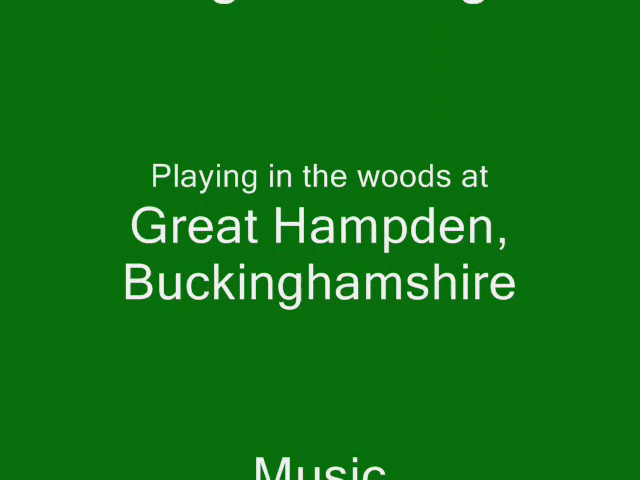 Playing in the woods at
Great Hampden,
Buckinghamshire
Music